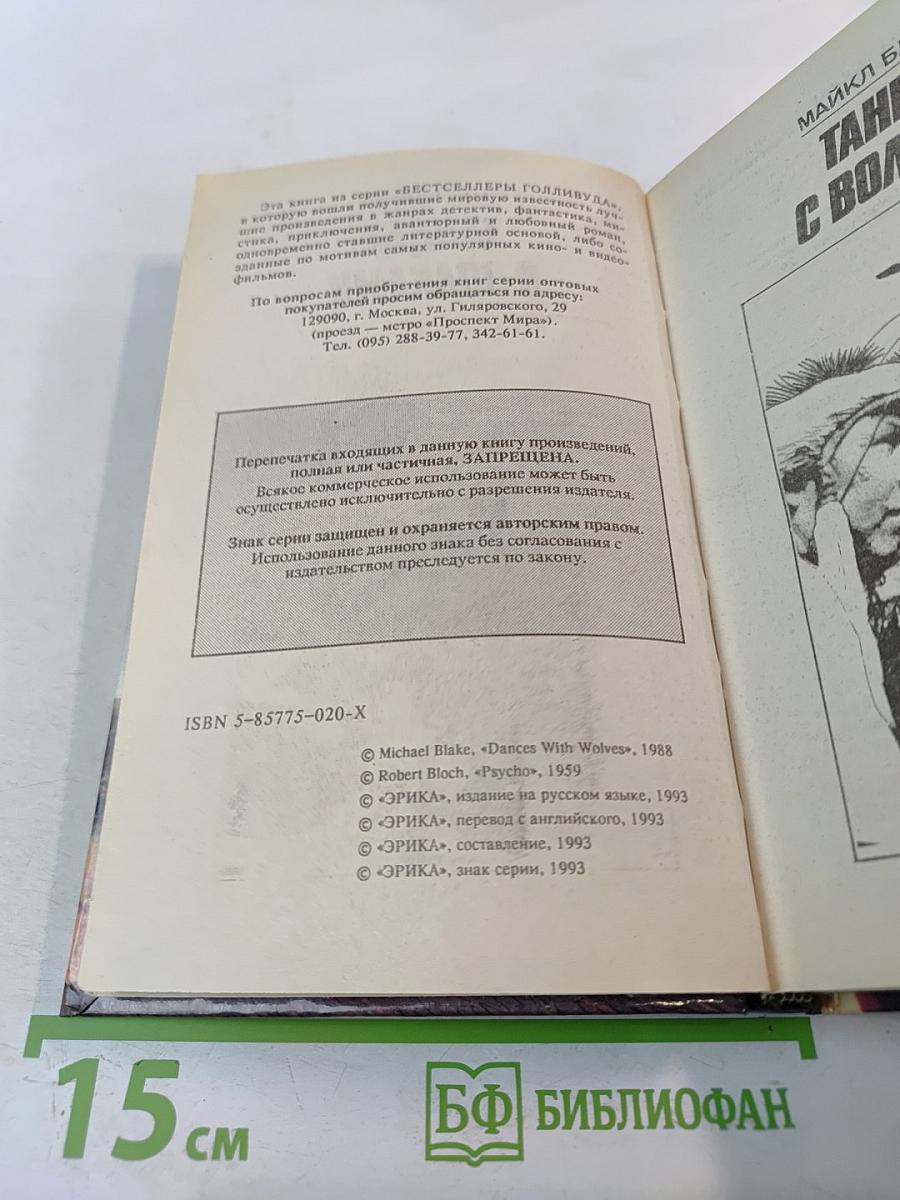 Эта книга из серии «БЕСТСЕЛЛЕРЫ ГОЛЛИВУДА»,
в которую вошли получившие мировую известность луч-
шие произведения в жанрах детектив, фантастика, ми-
стика, приключения, авантюрный и любовный роман,
одновременно ставшие литературной основой, либо со-
зданные по мотивам самых популярных кино- и видео-
фильмов.
По вопросам приобретения книг серии оптовых
покупателей просим обращаться по адресу:
129090, г. Москва, ул. Гиляровского, 29
(проезд — метро «Проспект Мира»).
Тел. (095) 288-39-77, 342-61-61.
Перепечатка входящих в данную книгу произведений,
полная или частичная, ЗАПРЕЩЕНА.
Всякое коммерческое использование может быть
осуществлено исключительно с разрешения издателя.
Знак серии защищен и охраняется авторским правом.
Использование данного знака без согласования с
издательством преследуется по закону.
ISBN 5-85775-020-X
© Michael Blake, «Dances With Wolves», 1988
© Robert Bloch, «Psycho», 1959
© «ЭРИКА», издание на русском языке, 1993
© «ЭРИКА», перевод с английского, 1993
© «ЭРИКА», составление, 1993
© «ЭРИКА», знак серии, 1993
МАЙКЛ Б
ТАН
С ВОЛ
15 см
БФ БИБЛИОФАН